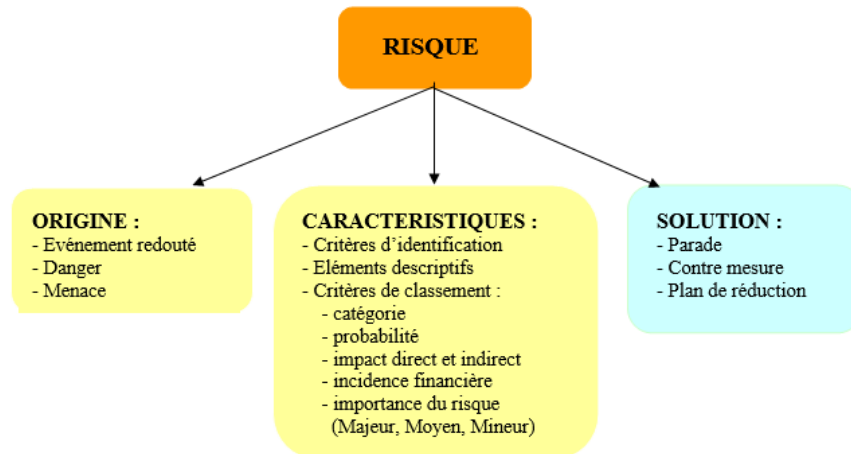 RISQUE
ORIGINE :
- Evénement redouté
- Danger
- Menace
CARACTERISTIQUES :
- Critères d'identification
- Eléments descriptifs
- Critères de classement :
- catégorie
- probabilité
- impact direct et indirect
- incidence financière
- importance du risque
(Majeur, Moyen, Mineur)
SOLUTION :
- Parade
- Contre mesure
- Plan de réduction